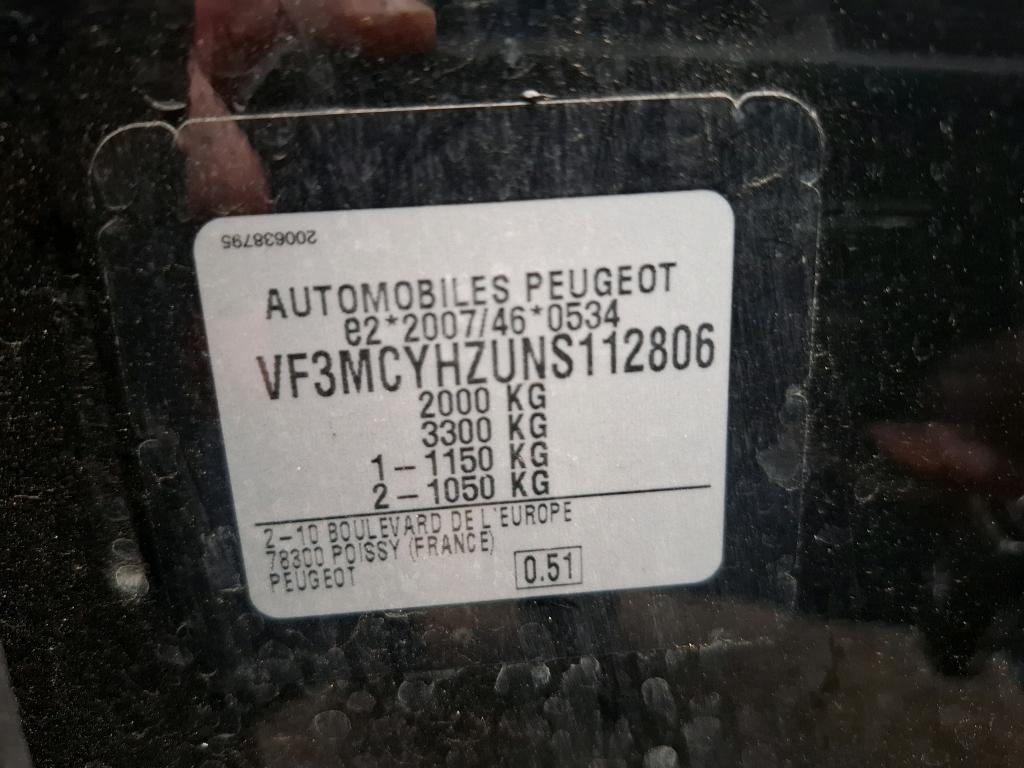 200638795
AUTOMOBILES PEUGEOT
e2*2007/46*0534
VF3MCYHZUNS112806
2000 KG
3300 KG
1-1150 KG
2-1050 KG
2-10 BOULEVARD DE L'EUROPE
78300 POISSY (FRANCE)
PEUGEOT
0.51